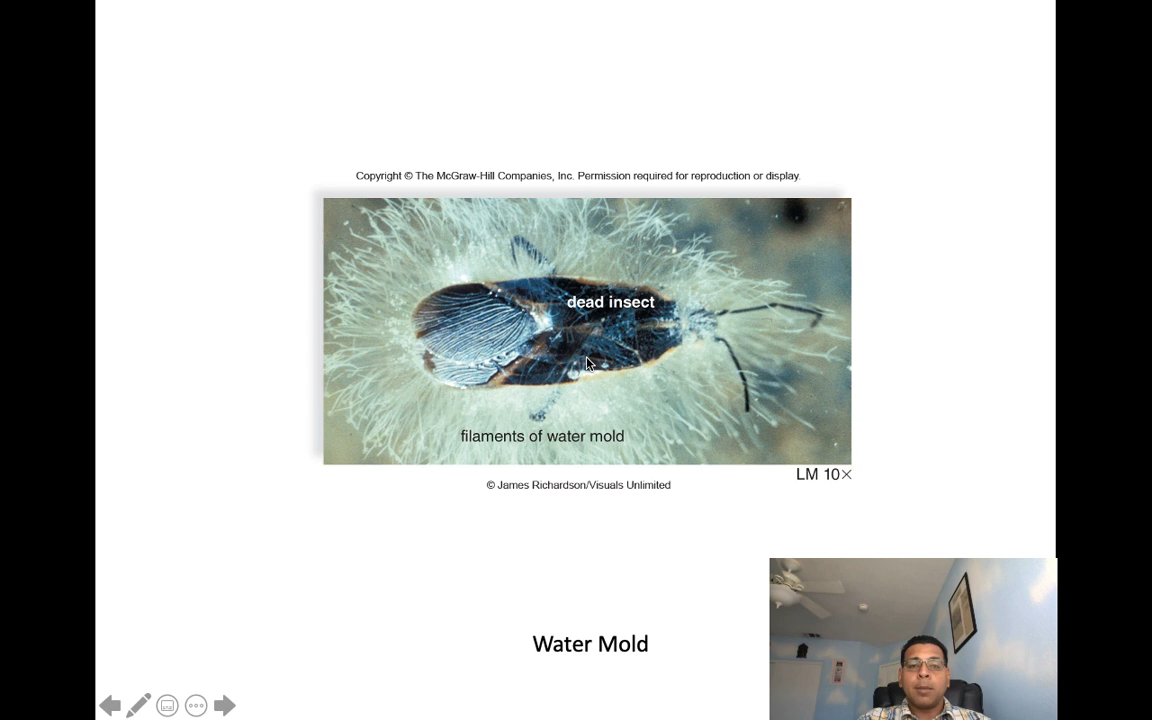 Copyright © The McGraw-Hill Companies, Inc. Permission required for reproduction or display.
dead insect
filaments of water mold
LM 10×
© James Richardson/Visuals Unlimited
Water Mold